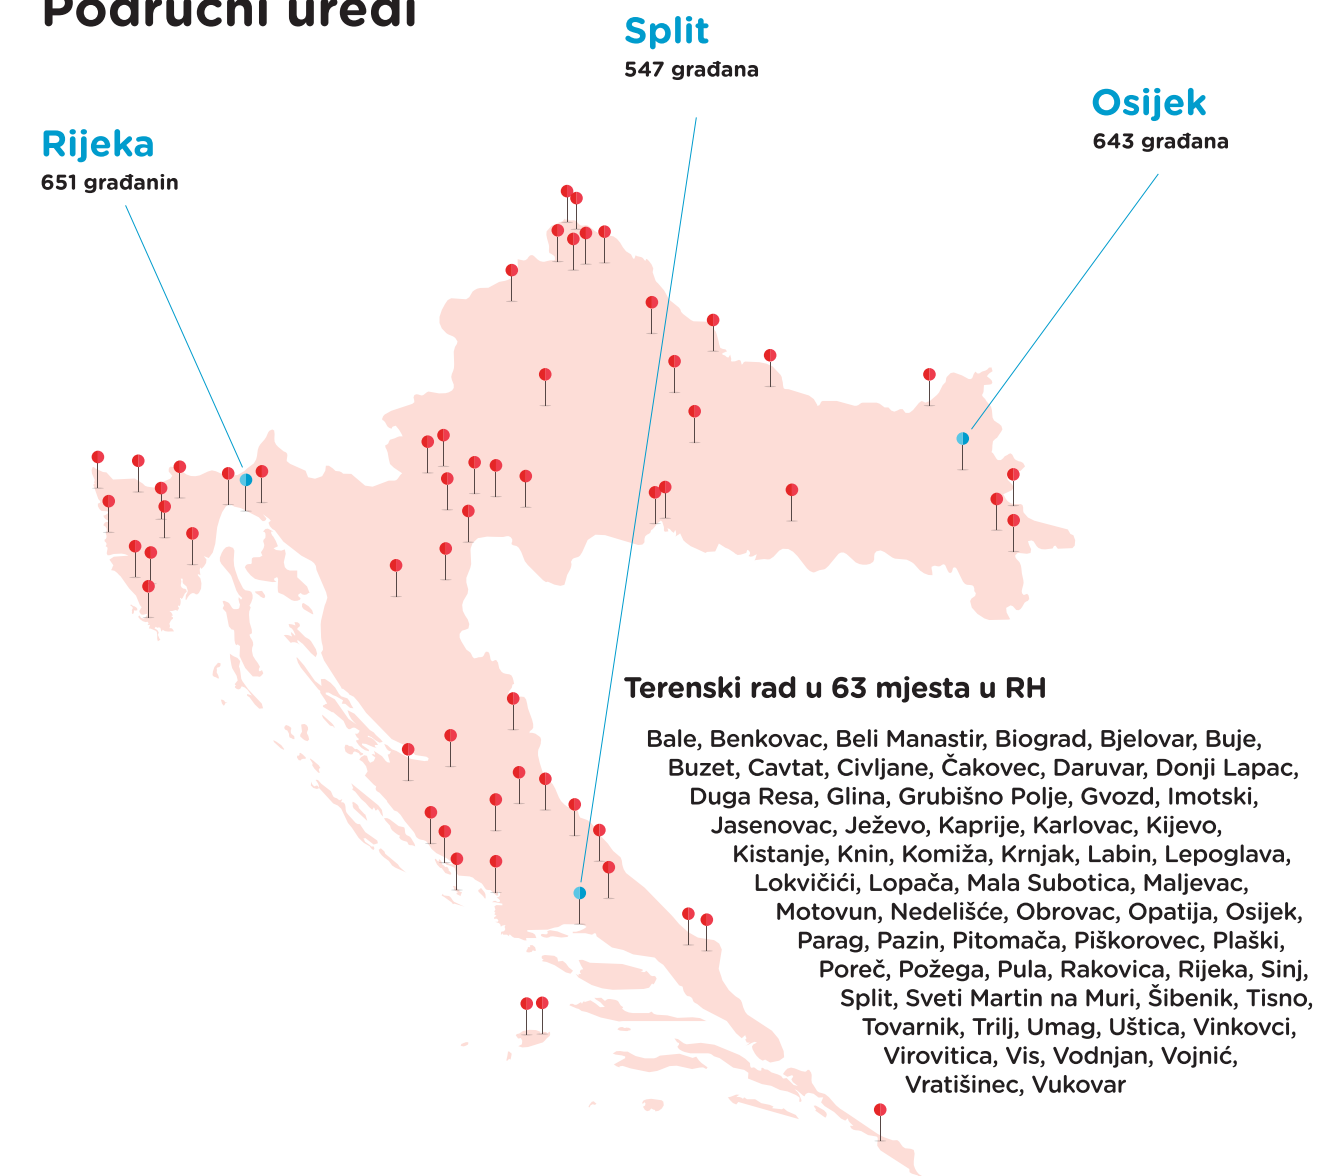 Područni uredi
Split
547 građana
Osijek
643 građana
Rijeka
651 građanin
Terenski rad u 63 mjesta u RH
Bale, Benkovac, Beli Manastir, Biograd, Bjelovar, Buje,
Buzet, Cavtat, Civljane, Čakovec, Daruvar, Donji Lapac,
Duga Resa, Glina, Grubišno Polje, Gvozd, Imotski,
Jasenovac, Ježevo, Kaprije, Karlovac, Kijevo,
Kistanje, Knin, Komiža, Krnjak, Labin, Lepoglava,
Lokvičići, Lopača, Mala Subotica, Maljevac,
Motovun, Nedelišće, Obrovac, Opatija, Osijek,
Parag, Pazin, Pitomača, Piškorovec, Plaški,
Poreč, Požega, Pula, Rakovica, Rijeka, Sinj,
Split, Sveti Martin na Muri, Šibenik, Tisno,
Tovarnik, Trilj, Umag, Uštica, Vinkovci,
Virovitica, Vis, Vodnjan, Vojnić,
Vratišinec, Vukovar